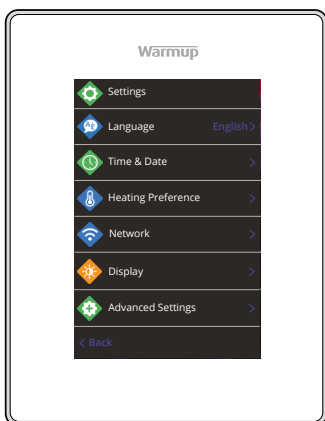 Warmup
Settings
Language English >
Time & Date >
Heating Preference >
Network >
Display >
Advanced Settings >
< Back